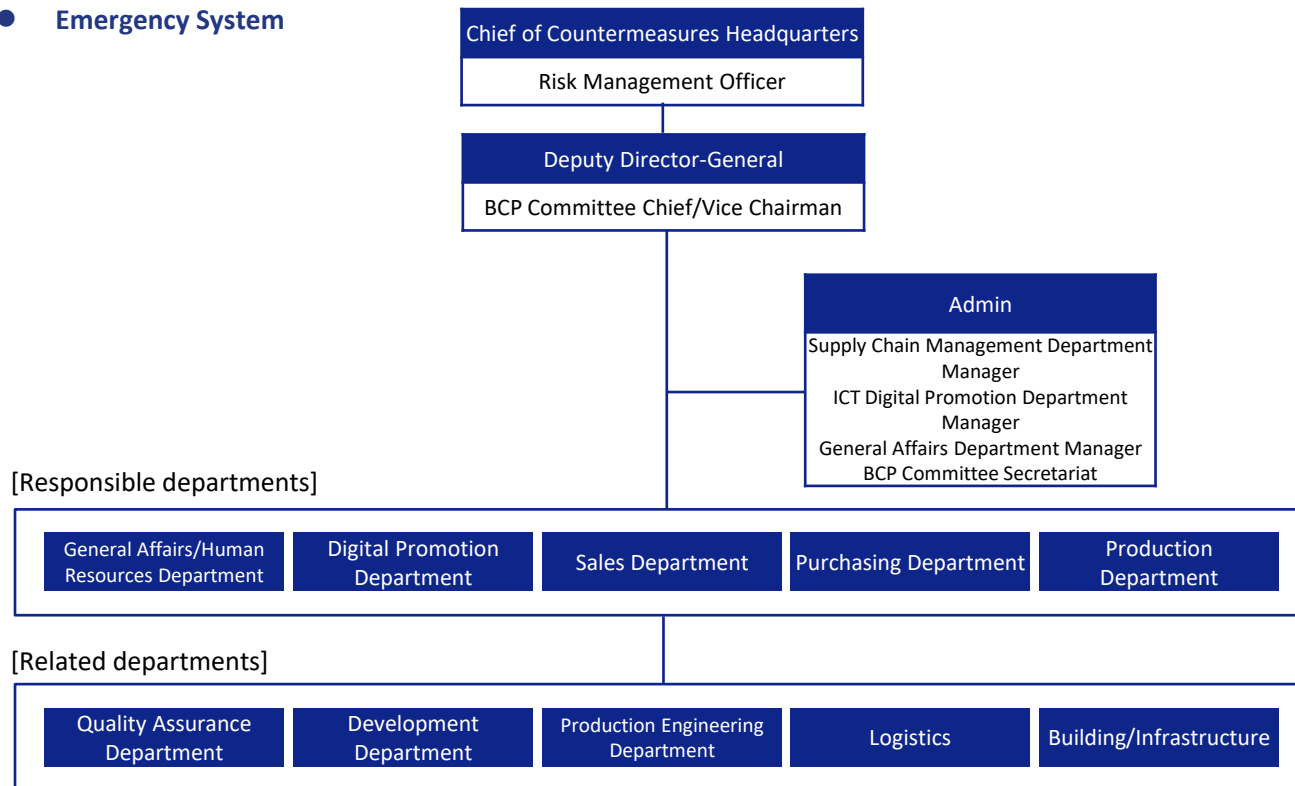 ● Emergency System
Chief of Countermeasures Headquarters
Risk Management Officer
Deputy Director-General
BCP Committee Chief/Vice Chairman
Admin
Supply Chain Management Department
Manager
ICT Digital Promotion Department
Manager
General Affairs Department Manager
BCP Committee Secretariat
[Responsible departments]
General Affairs/Human
Resources Department
Digital Promotion
Department
Sales Department
Purchasing Department
Production
Department
[Related departments]
Quality Assurance
Department
Development
Department
Production Engineering
Department
Logistics
Building/Infrastructure